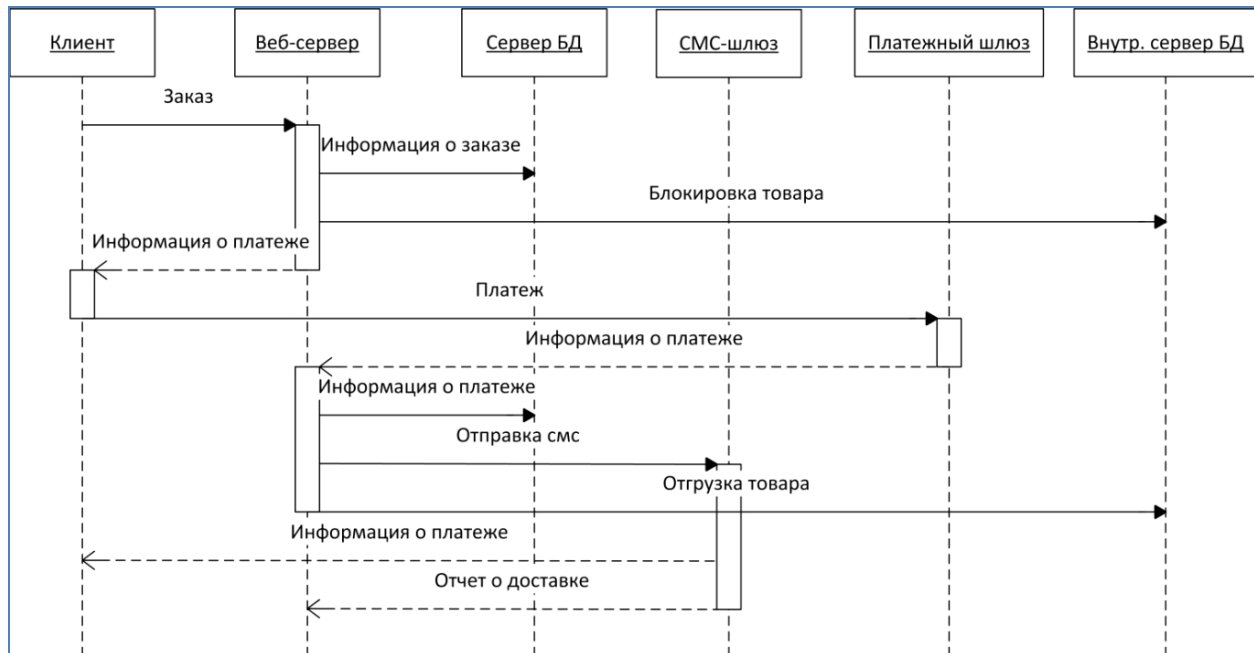 Клиент
Веб-сервер
Сервер БД
СМС-шлюз
Платежный шлюз
Внутр. сервер БД
Заказ
Информация о заказе
Блокировка товара
Информация о платеже
Платеж
Информация о платеже
Информация о платеже
Отправка смс
Отгрузка товара
Информация о платеже
Отчет о доставке